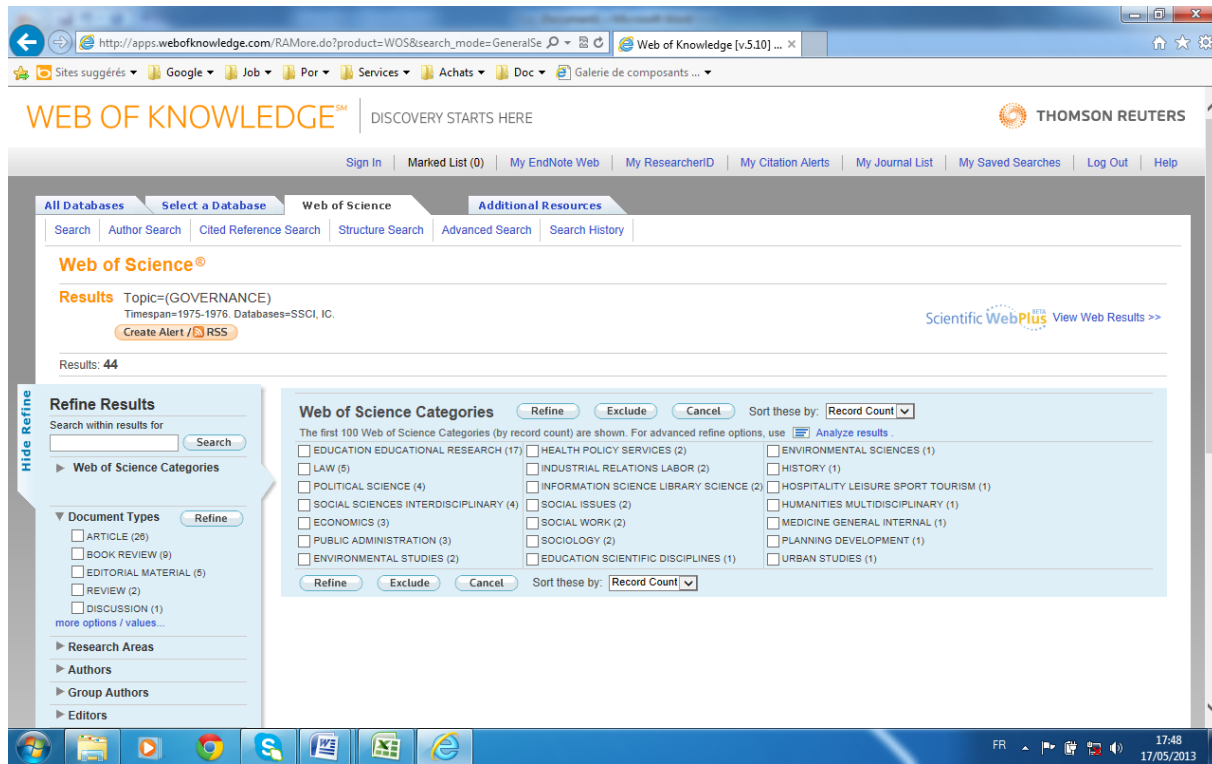 http://apps.webofknowledge.com/RAMore.do?product=WOS&search_mode=GeneralSe
Web of Knowledge [v.5.10] ...
Sites suggérés Google Job Por Services Achats Doc Galerie de composants ...
WEB OF KNOWLEDGE SM DISCOVERY STARTS HERE
THOMSON REUTERS
Sign In Marked List (0) My EndNote Web My ResearcherID My Citation Alerts My Journal List My Saved Searches Log Out Help
All Databases Select a Database Web of Science Additional Resources
Search Author Search Cited Reference Search Structure Search Advanced Search Search History
Web of Science®
Results Topic=(GOVERNANCE)
Timespan=1975-1976. Databases=SSCI, IC.
Create Alert / RSS
Scientific WebPlus BETA View Web Results >>
Results: 44
Hide Refine
Refine Results
Search within results for
Search
Web of Science Categories
Document Types Refine
ARTICLE (26)
BOOK REVIEW (9)
EDITORIAL MATERIAL (5)
REVIEW (2)
DISCUSSION (1)
more options / values...
Research Areas
Authors
Group Authors
Editors
Web of Science Categories Refine Exclude Cancel Sort these by: Record Count
The first 100 Web of Science Categories (by record count) are shown. For advanced refine options, use Analyze results .
EDUCATION EDUCATIONAL RESEARCH (17) HEALTH POLICY SERVICES (2) ENVIRONMENTAL SCIENCES (1)
LAW (5) INDUSTRIAL RELATIONS LABOR (2) HISTORY (1)
POLITICAL SCIENCE (4) INFORMATION SCIENCE LIBRARY SCIENCE (2) HOSPITALITY LEISURE SPORT TOURISM (1)
SOCIAL SCIENCES INTERDISCIPLINARY (4) SOCIAL ISSUES (2) HUMANITIES MULTIDISCIPLINARY (1)
ECONOMICS (3) SOCIAL WORK (2) MEDICINE GENERAL INTERNAL (1)
PUBLIC ADMINISTRATION (3) SOCIOLOGY (2) PLANNING DEVELOPMENT (1)
ENVIRONMENTAL STUDIES (2) EDUCATION SCIENTIFIC DISCIPLINES (1) URBAN STUDIES (1)
Refine Exclude Cancel Sort these by: Record Count
FR 17:48
17/05/2013